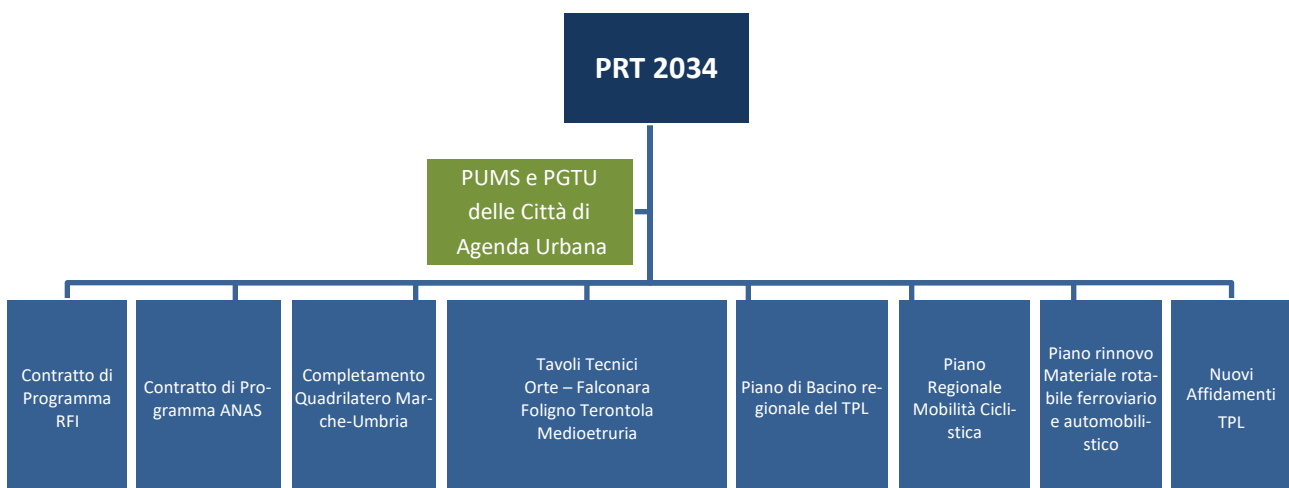 PRT 2034
PUMS e PGTU
delle Città di
Agenda Urbana
Contratto di
Programma
RFI
Contratto di Pro-
gramma ANAS
Completamento
Quadrilatero Mar-
che-Umbria
Tavoli Tecnici
Orte – Falconara
Foligno Terontola
Medioetruria
Piano di Bacino re-
gionale del TPL
Piano
Regionale
Mobilità Cicli-
stica
Piano rinnovo
Materiale rota-
bile ferroviario
e automobili-
stico
Nuovi
Affidamenti
TPL